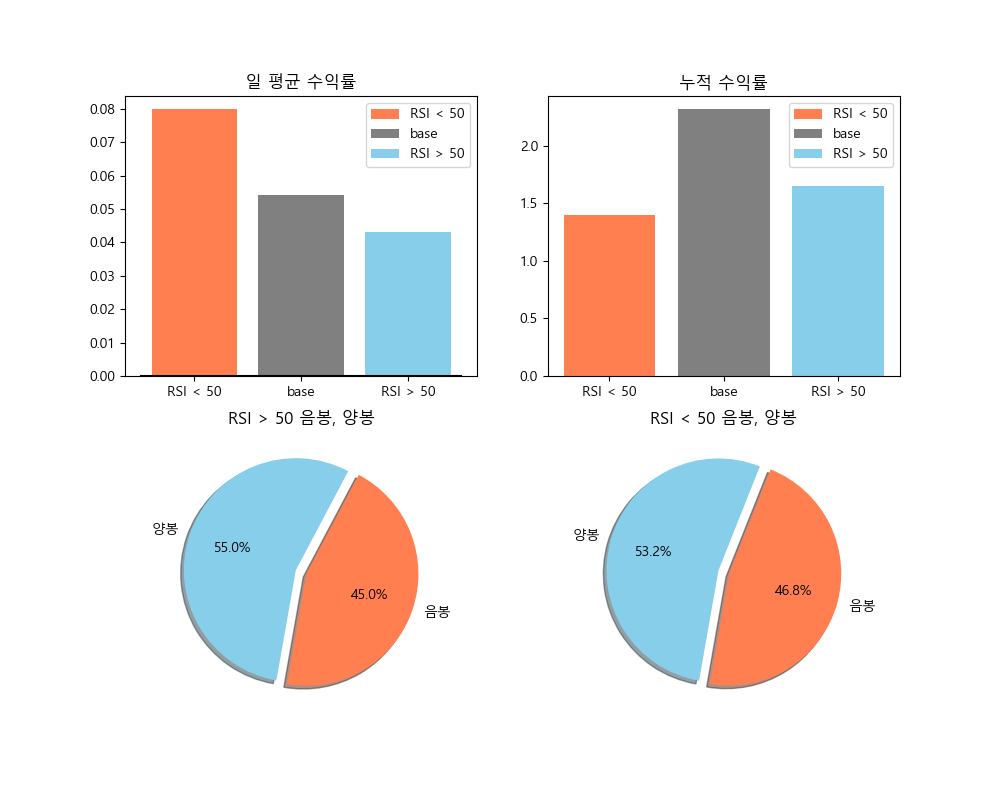 일 평균 수익률
0.08
0.07
0.06
0.05
0.04
0.03
0.02
0.01
0.00
RSI < 50
base
RSI > 50
RSI < 50
base
RSI > 50
누적 수익률
2.0
1.5
1.0
0.5
0.0
RSI < 50
base
RSI > 50
RSI < 50
base
RSI > 50
RSI > 50 음봉, 양봉
양봉
55.0%
45.0%
음봉
RSI < 50 음봉, 양봉
양봉
53.2%
46.8%
음봉